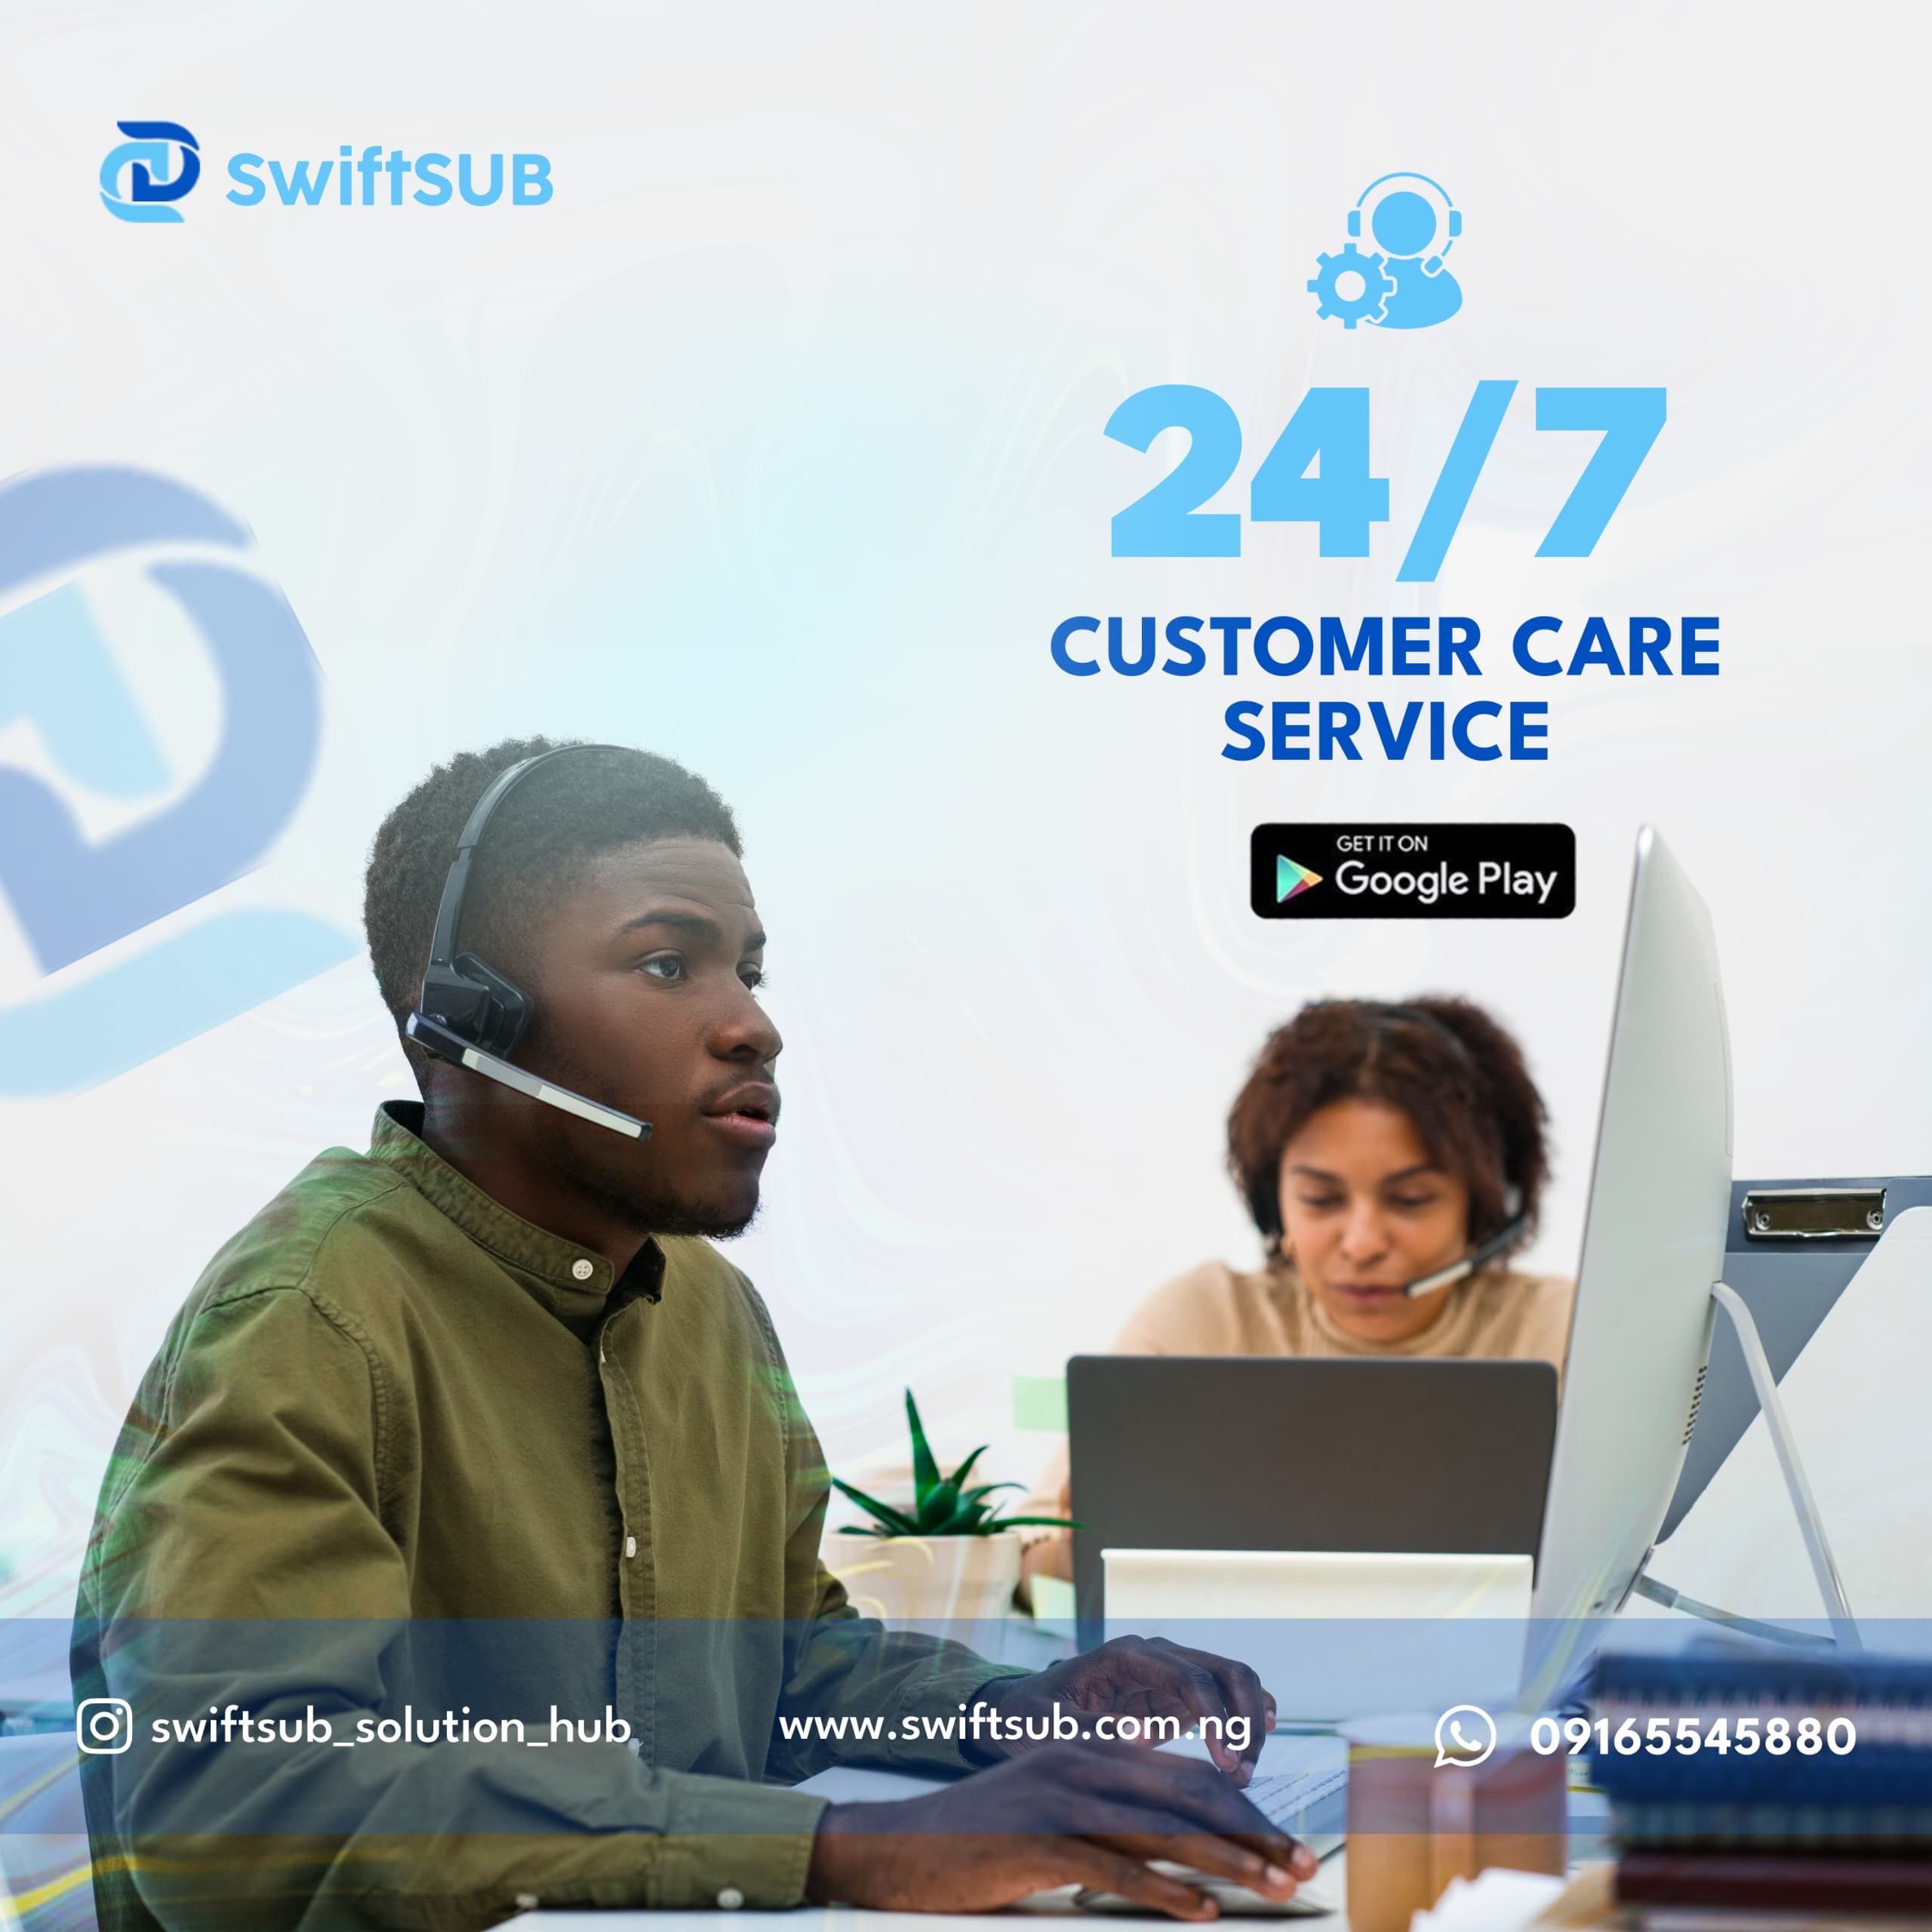 SwiftSUB
24/7
CUSTOMER CARE
SERVICE
GET IT ON
Google Play
swiftsub_solution_hub
www.swiftsub.com.ng
09165545880